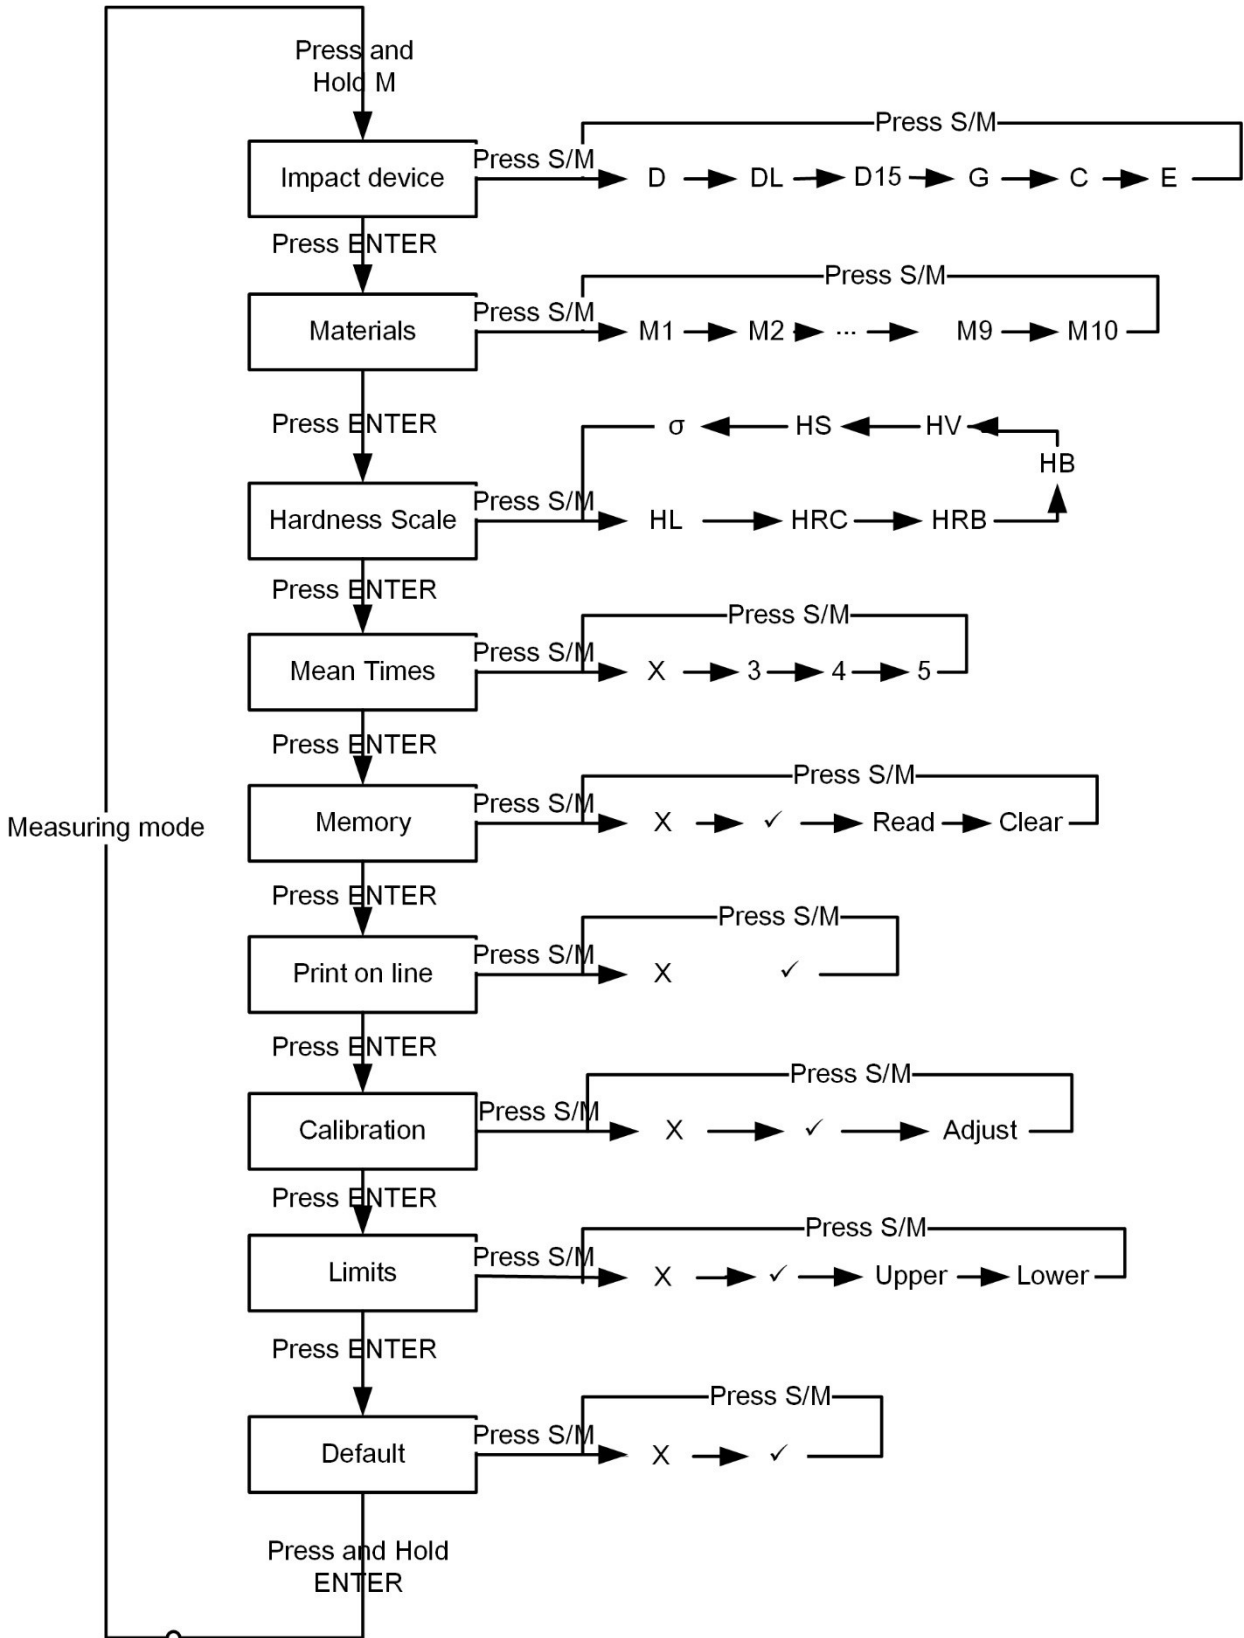 Press and
Hold M
Press S/M
Press S/M
Impact device
D
DL
D15
G
C
E
Press ENTER
Press S/M
Press S/M
Materials
M1
M2
...
M9
M10
Press ENTER
σ
HS
HV
HB
Press S/M
Hardness Scale
HL
HRC
HRB
Press ENTER
Press S/M
Press S/M
Mean Times
X
3
4
5
Press ENTER
Press S/M
Press S/M
Measuring mode
Memory
X
✓
Read
Clear
Press ENTER
Press S/M
Press S/M
Print on line
X
✓
Press ENTER
Press S/M
Press S/M
Calibration
X
✓
Adjust
Press ENTER
Press S/M
Press S/M
Limits
X
✓
Upper
Lower
Press ENTER
Press S/M
Press S/M
Default
X
✓
Press and Hold
ENTER